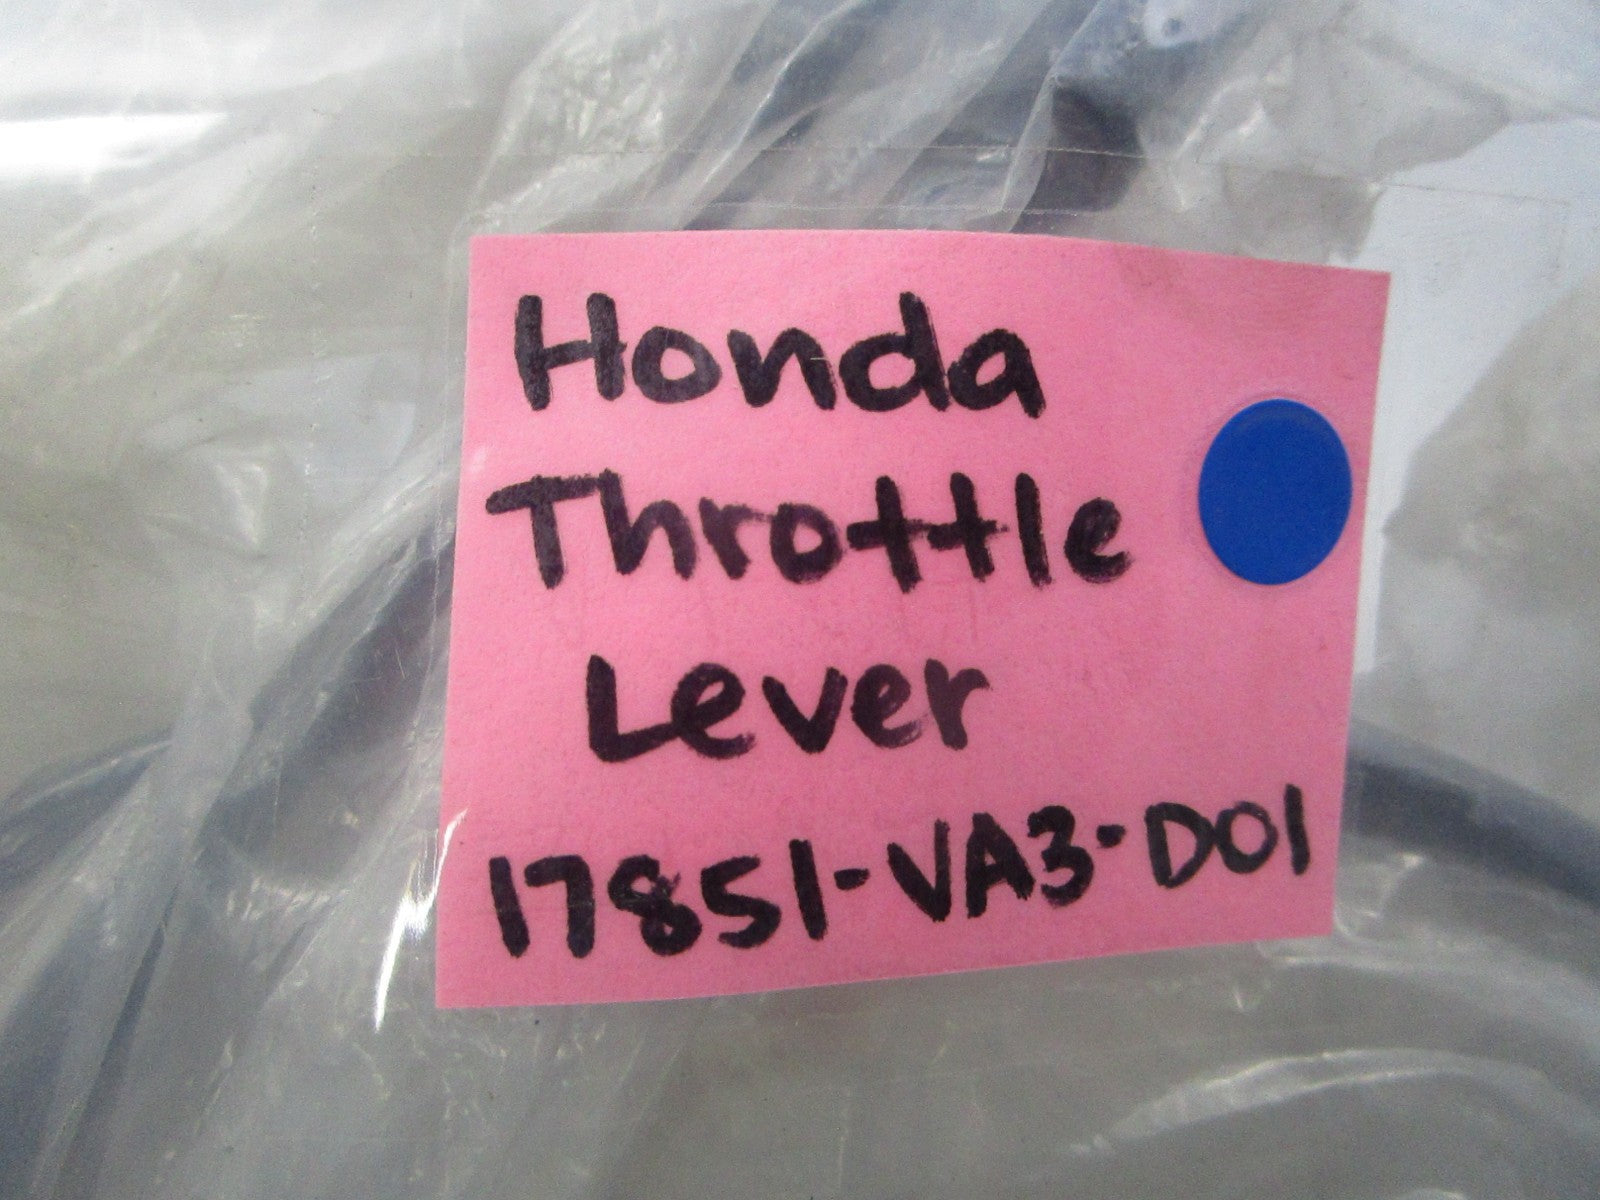 Honda
Throttle
Lever
17851-VA3-D01